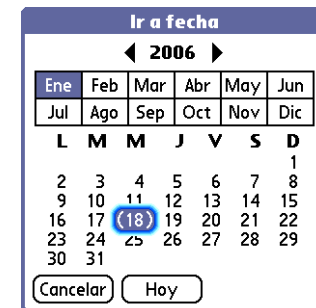 Ir a fecha
2006
Ene Feb Mar Abr May Jun
Jul Ago Sep Oct Nov Dic
L M M J V S D
1
2 3 4 5 6 7 8
9 10 11 12 13 14 15
16 17 (18) 19 20 21 22
23 24 25 26 27 28 29
30 31
Cancelar Hoy